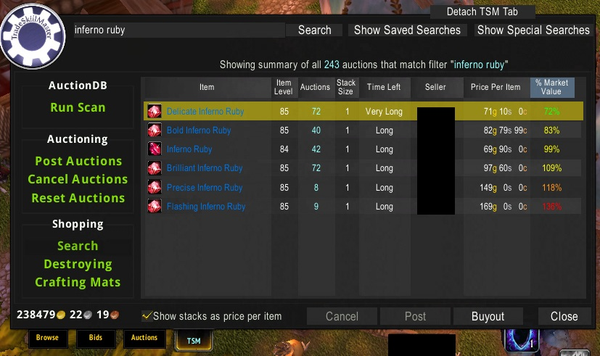 Detach TSM Tab
TradeSkillMaster
inferno ruby Search Show Saved Searches Show Special Searches
Showing summary of all 243 auctions that match filter "inferno ruby"
AuctionDB
Run Scan
Auctioning
Post Auctions
Cancel Auctions
Reset Auctions
Shopping
Search
Destroying
Crafting Mats
Item Item Level Auctions Stack Size Time Left Seller Price Per Item % Market Value
Delicate Inferno Ruby 85 72 1 Very Long 71g 10s 0c 72%
Bold Inferno Ruby 85 40 1 Long 82g 79s 99c 83%
Inferno Ruby 84 42 1 Long 69g 90s 0c 99%
Brilliant Inferno Ruby 85 72 1 Long 97g 60s 0c 109%
Precise Inferno Ruby 85 8 1 Long 149g 0s 0c 118%
Flashing Inferno Ruby 85 9 1 Long 169g 0s 0c
238479 22 19 Show stacks as price per item Cancel Post Buyout Close
Browse Bids Auctions TSM